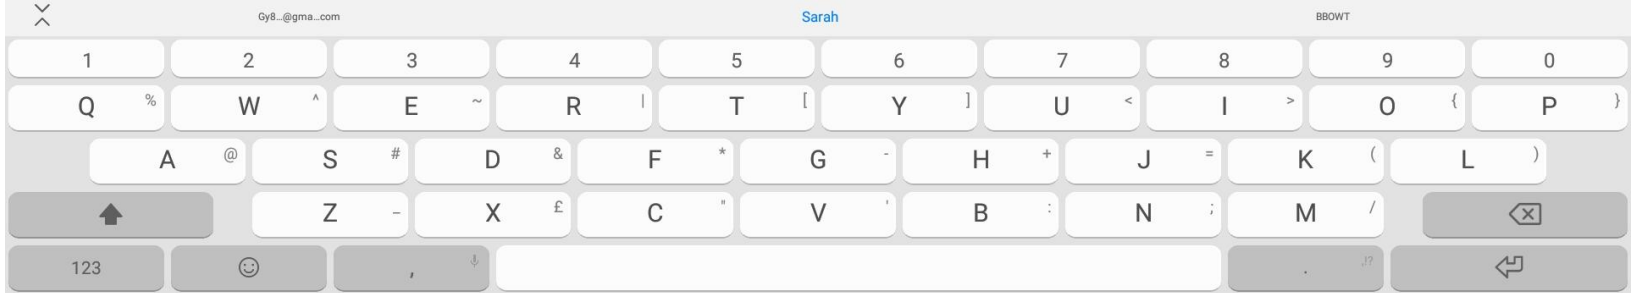 Gy8...@gma...com Sarah BBOWT
1 2 3 4 5 6 7 8 9 0
Q % W ^ E ~ R | T [ Y ] U < I > O { P }
A @ S # D & F * G - H + J = K ( L )
Z _ X £ C " V ' B : N ; M /
123 , . ,!?